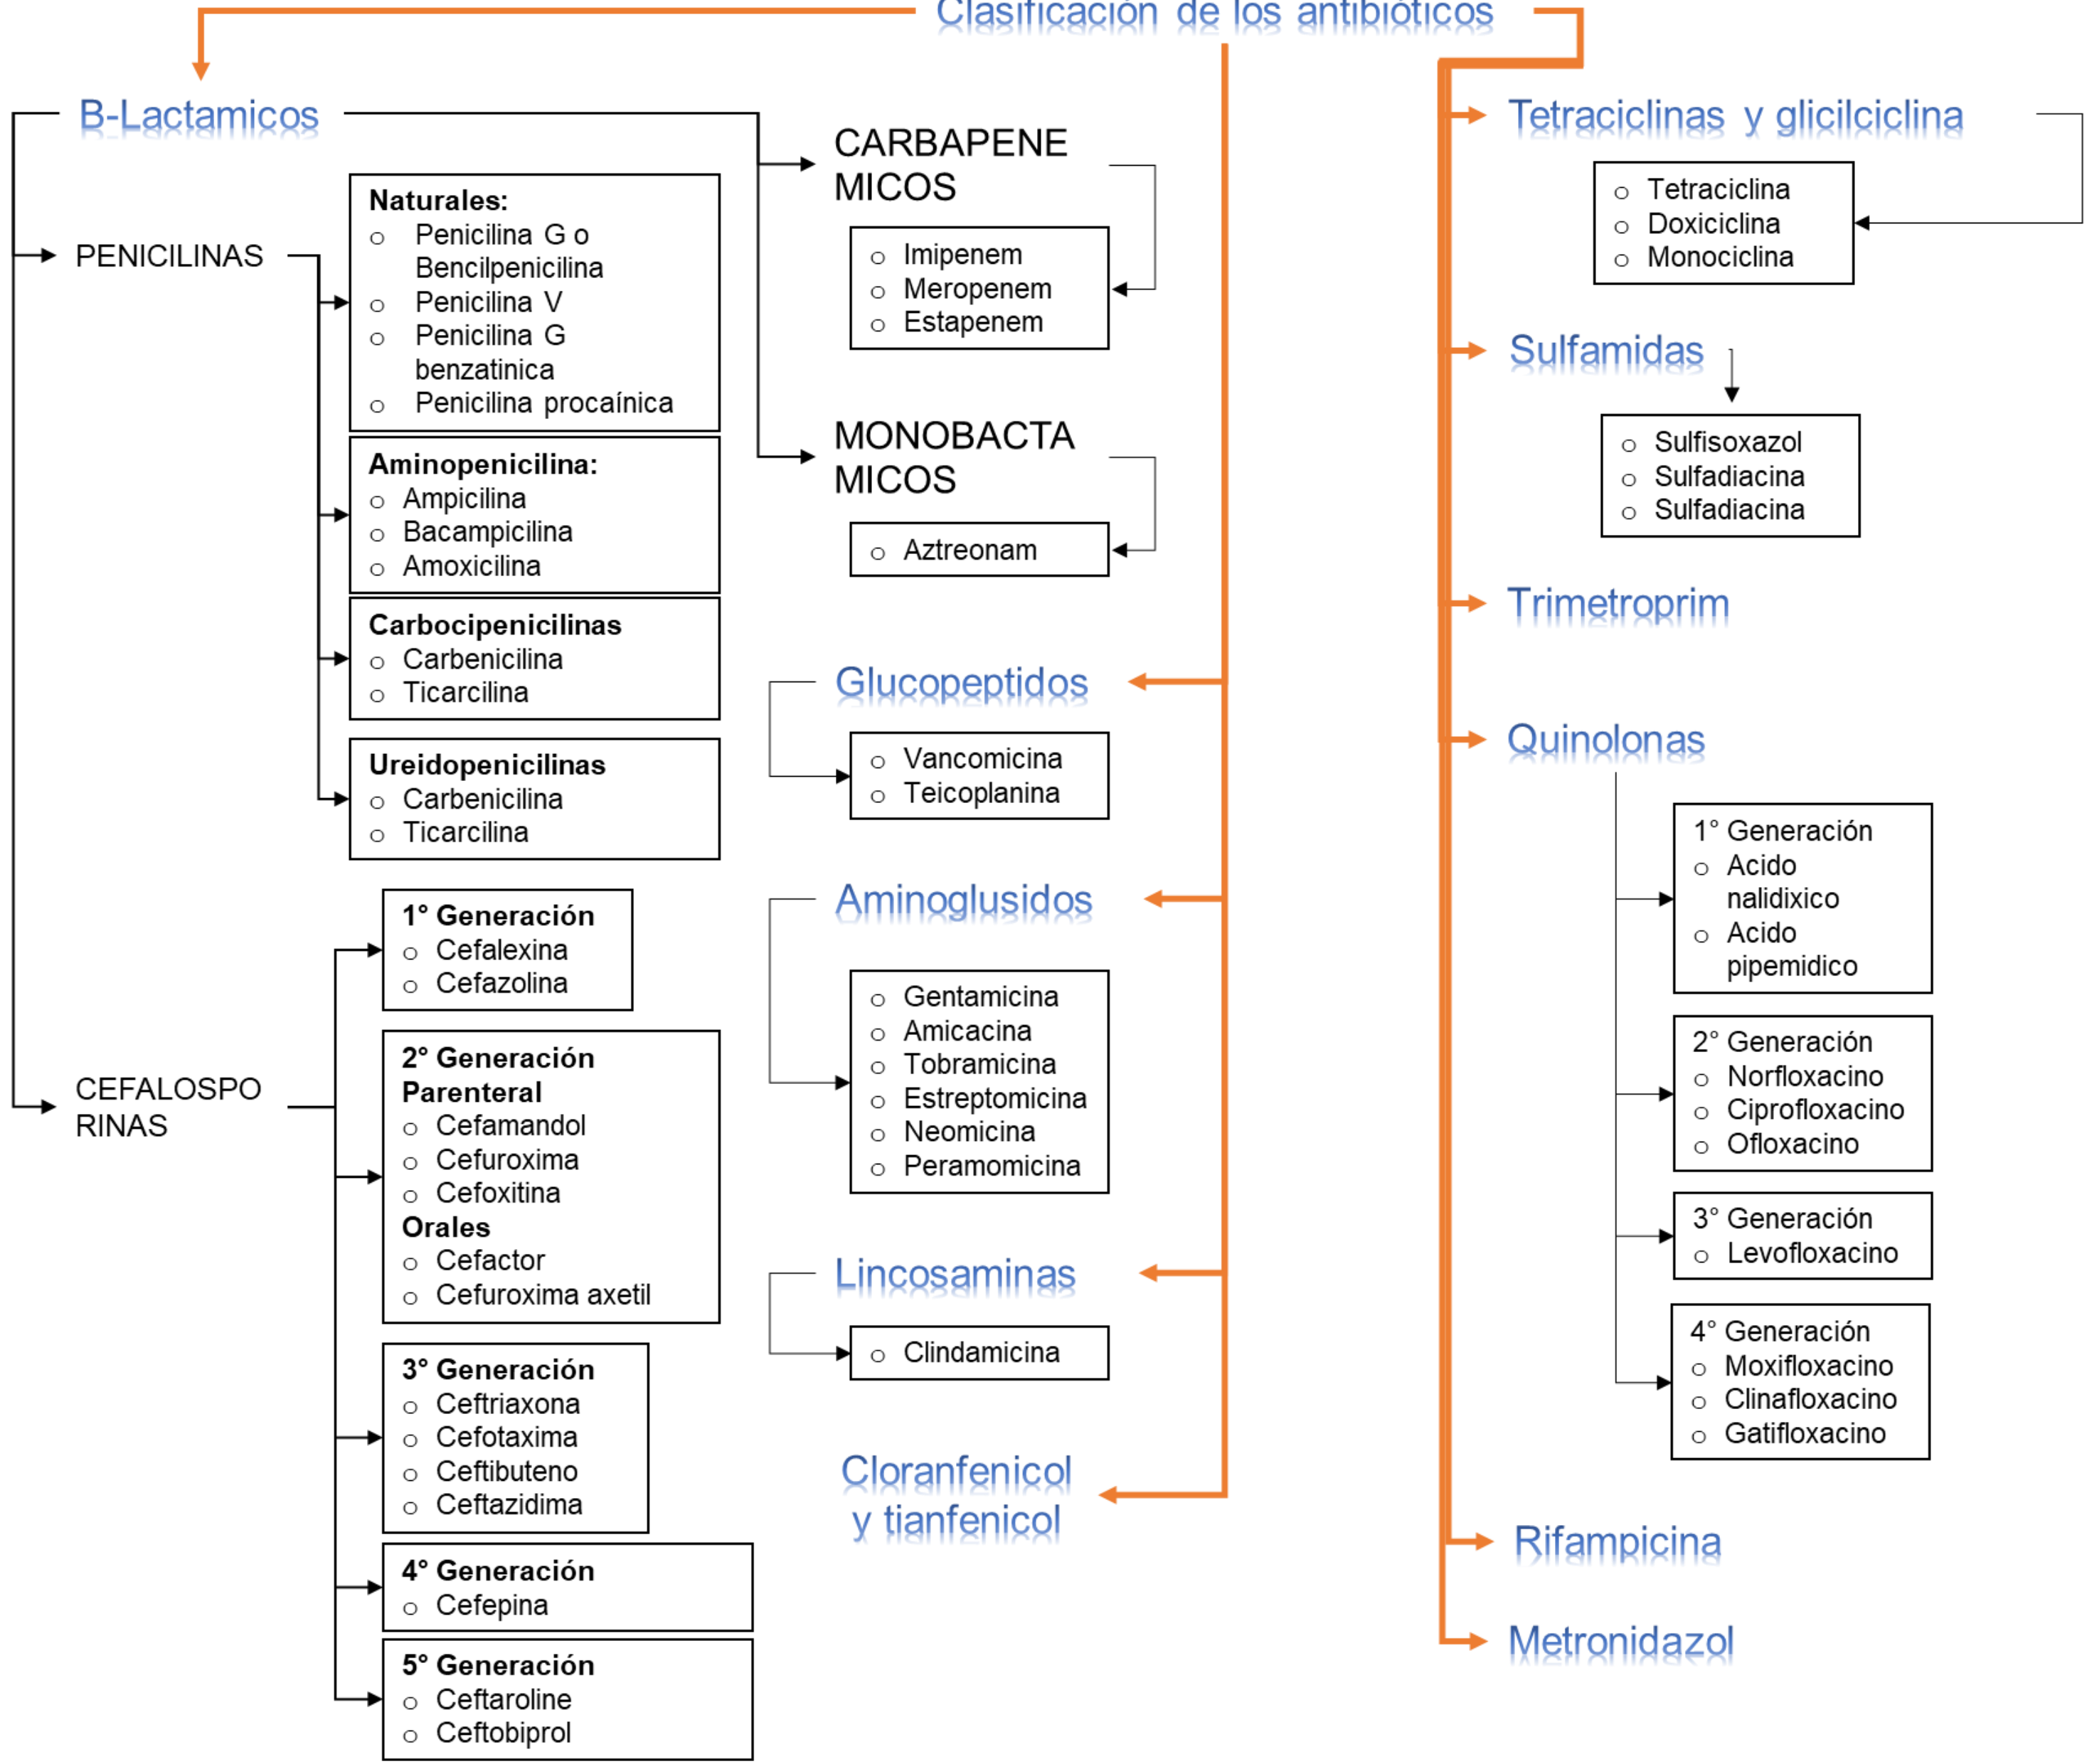 Clasificación de los antibióticos
B-Lactamicos
PENICILINAS
Naturales:
o Penicilina G o
Bencilpenicilina
o Penicilina V
o Penicilina G
benzatinica
o Penicilina procaínica
Aminopenicilina:
o Ampicilina
o Bacampicilina
o Amoxicilina
Carbocipenicilinas
o Carbenicilina
o Ticarcilina
Ureidopenicilinas
o Carbenicilina
o Ticarcilina
CEFALOSPO
RINAS
1° Generación
o Cefalexina
o Cefazolina
2° Generación
Parenteral
o Cefamandol
o Cefuroxima
o Cefoxitina
Orales
o Cefactor
o Cefuroxima axetil
3° Generación
o Ceftriaxona
o Cefotaxima
o Ceftibuteno
o Ceftazidima
4° Generación
o Cefepina
5° Generación
o Ceftaroline
o Ceftobiprol
CARBAPENE
MICOS
o Imipenem
o Meropenem
o Estapenem
MONOBACTA
MICOS
o Aztreonam
Glucopeptidos
o Vancomicina
o Teicoplanina
Aminoglusidos
o Gentamicina
o Amicacina
o Tobramicina
o Estreptomicina
o Neomicina
o Peramomicina
Lincosaminas
o Clindamicina
Cloranfenicol
y tianfenicol
Tetraciclinas y glicilciclina
o Tetraciclina
o Doxiciclina
o Monociclina
Sulfamidas
o Sulfisoxazol
o Sulfadiacina
o Sulfadiacina
Trimetroprim
Quinolonas
1° Generación
o Acido
nalidixico
o Acido
pipemidico
2° Generación
o Norfloxacino
o Ciprofloxacino
o Ofloxacino
3° Generación
o Levofloxacino
4° Generación
o Moxifloxacino
o Clinafloxacino
o Gatifloxacino
Rifampicina
Metronidazol